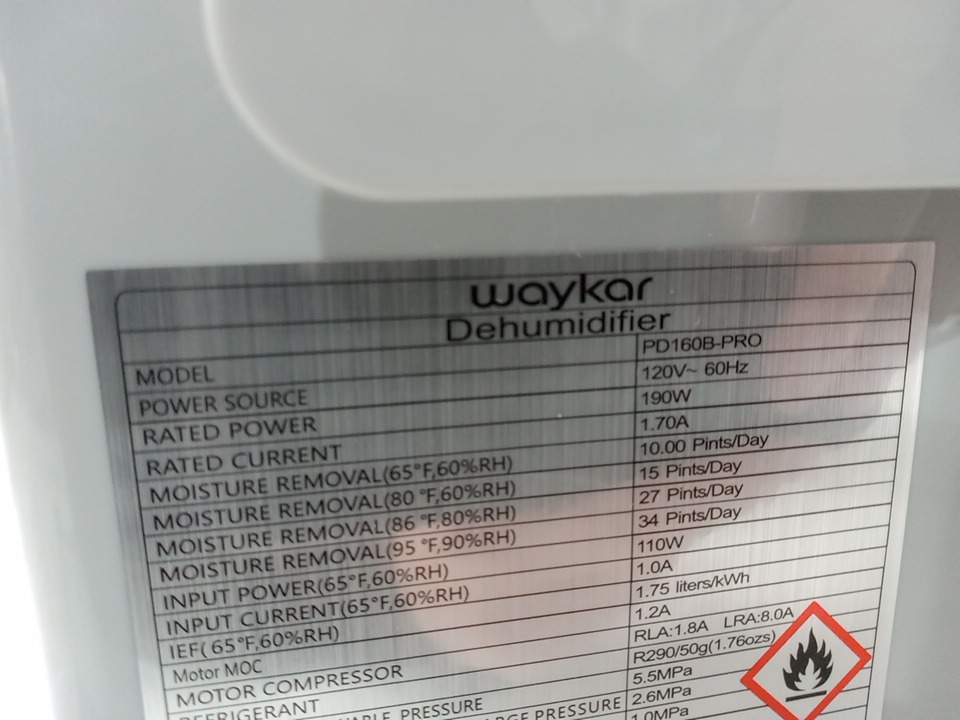 waykar
Dehumidifier
MODEL PD160B-PRO
POWER SOURCE 120V~ 60Hz
RATED POWER 190W
RATED CURRENT 1.70A
MOISTURE REMOVAL(65°F,60%RH) 10.00 Pints/Day
MOISTURE REMOVAL(80 °F,60%RH) 15 Pints/Day
MOISTURE REMOVAL(86 °F,80%RH) 27 Pints/Day
MOISTURE REMOVAL(95 °F,90%RH) 34 Pints/Day
INPUT POWER(65°F,60%RH) 110W
INPUT CURRENT(65°F,60%RH) 1.0A
IEF( 65°F,60%RH) 1.75 liters/kWh
Motor MOC 1.2A
MOTOR COMPRESSOR RLA:1.8A LRA:8.0A
REFRIGERANT R290/50g(1.76ozs)
PRESSURE 5.5MPa
PRESSURE 2.6MPa
1.0MPa